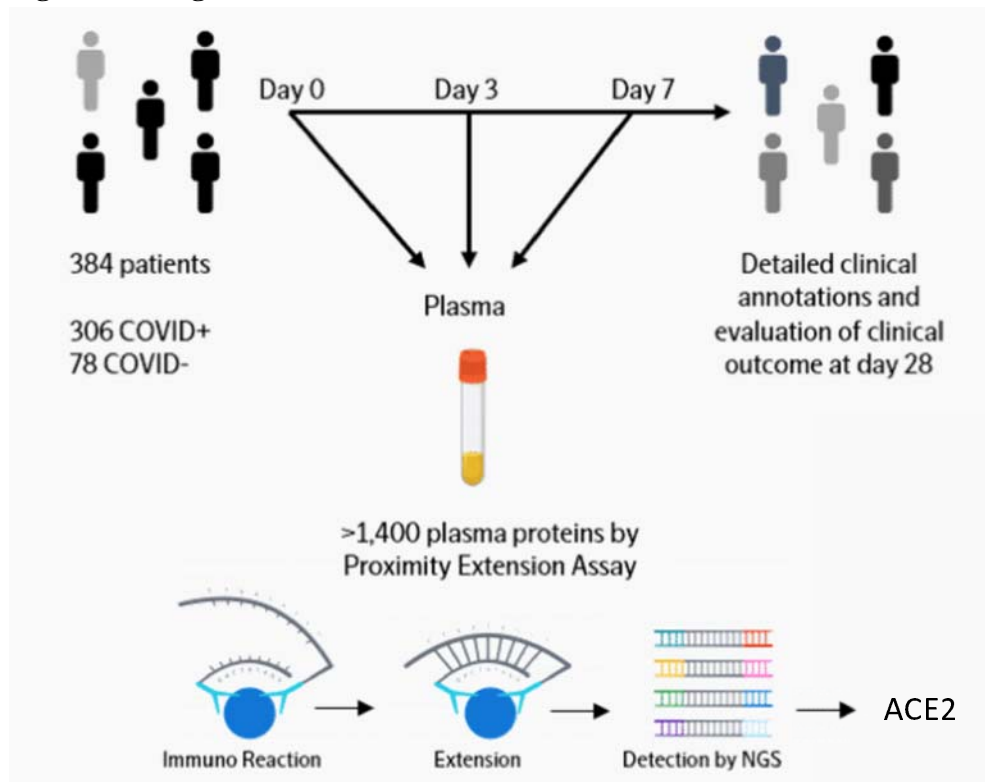 Day 0
Day 3
Day 7
384 patients
306 COVID+
78 COVID-
Plasma
Detailed clinical
annotations and
evaluation of clinical
outcome at day 28
>1,400 plasma proteins by
Proximity Extension Assay
Immuno Reaction
Extension
Detection by NGS
ACE2